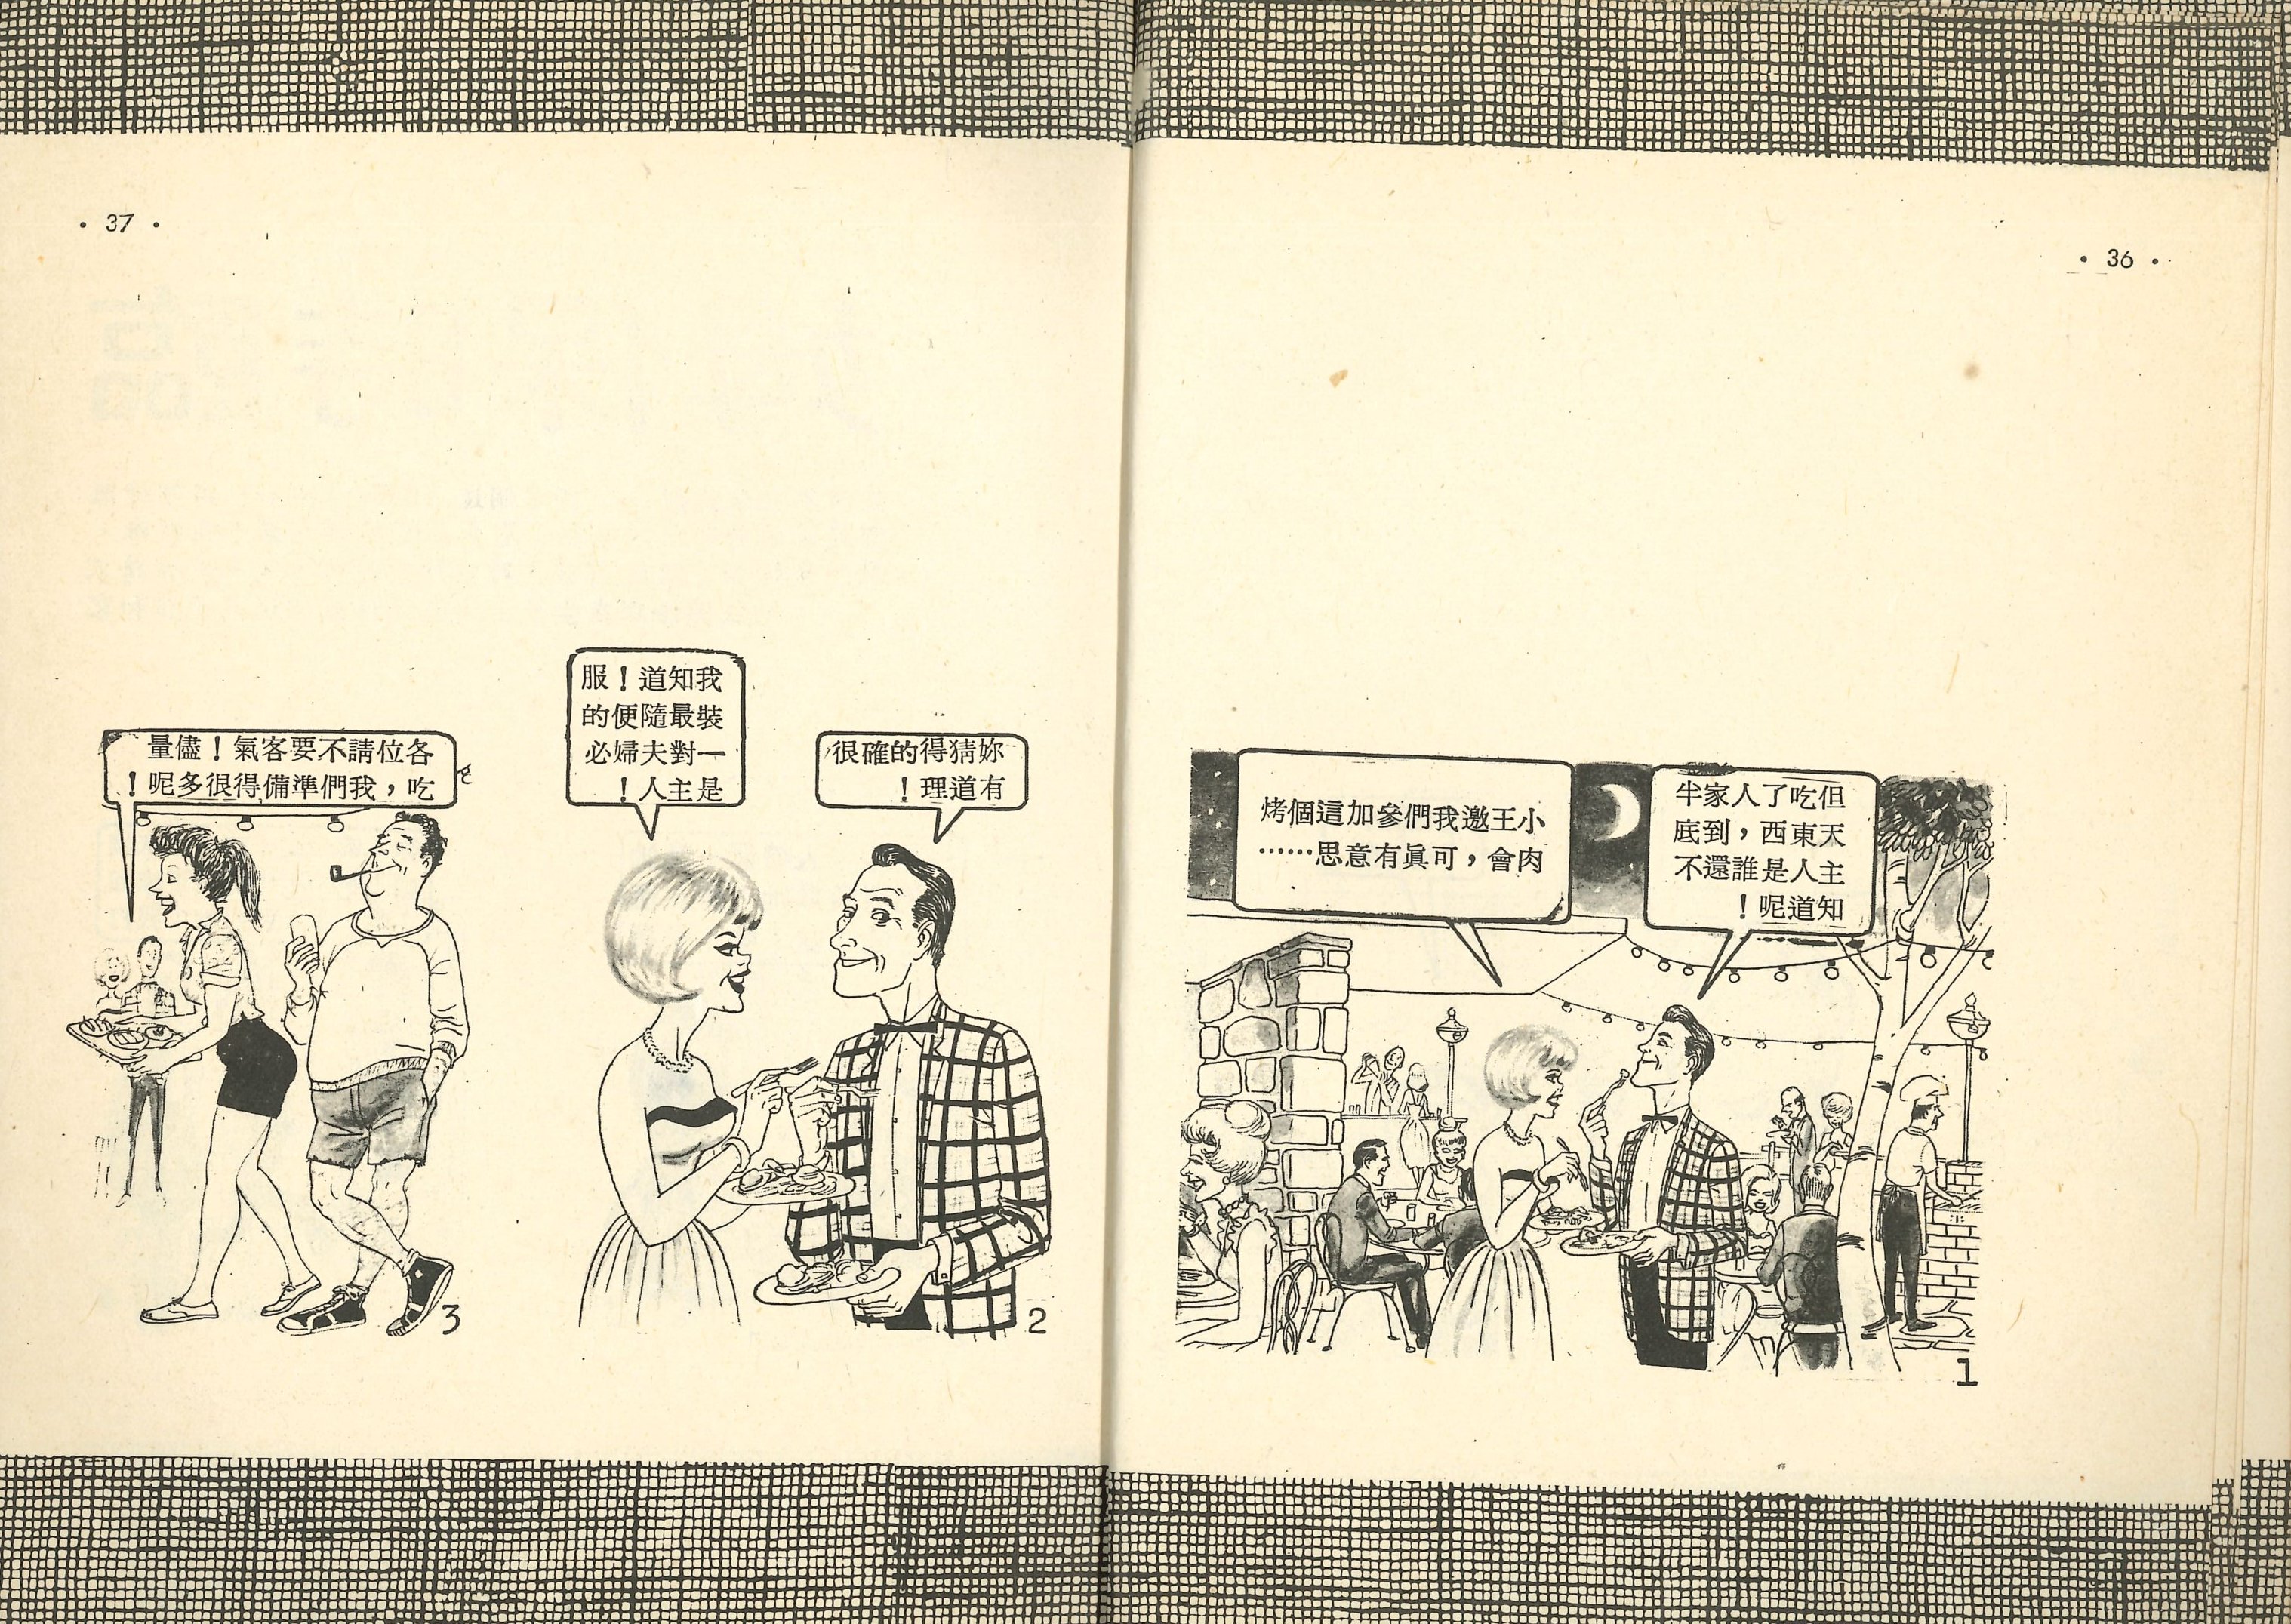 · 36 ·
小王邀我們參加這個烤
肉會，可眞有意思……
但吃了人家半
天東西，到底
主人是誰還不
知道呢！
1
· 37 ·
我知道！服
裝最隨便的
一對夫婦必
是主人！
妳猜得的確很
有道理！
2
各位請不要客氣！儘量
吃，我們準備得很多呢！
3